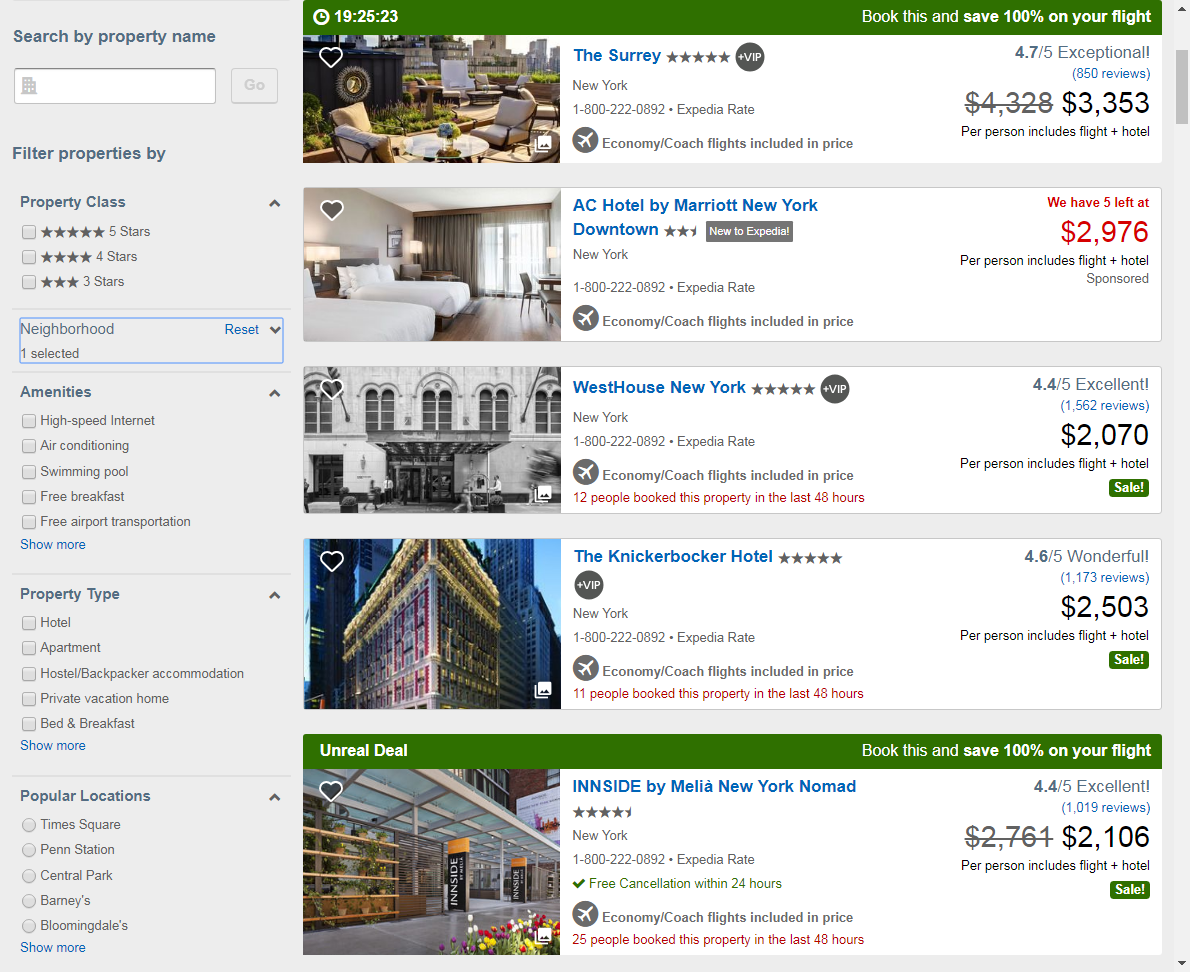 Search by property name
Go
Filter properties by
Property Class
5 Stars
4 Stars
3 Stars
Neighborhood Reset
1 selected
Amenities
High-speed Internet
Air conditioning
Swimming pool
Free breakfast
Free airport transportation
Show more
Property Type
Hotel
Apartment
Hostel/Backpacker accommodation
Private vacation home
Bed & Breakfast
Show more
Popular Locations
Times Square
Penn Station
Central Park
Barney's
Bloomingdale's
Show more
19:25:23 Book this and save 100% on your flight
The Surrey +VIP
New York
1-800-222-0892 • Expedia Rate
Economy/Coach flights included in price
4.7/5 Exceptional!
(850 reviews)
$4,328 $3,353
Per person includes flight + hotel
AC Hotel by Marriott New York
Downtown New to Expedia!
New York
1-800-222-0892 • Expedia Rate
Economy/Coach flights included in price
We have 5 left at
$2,976
Per person includes flight + hotel
Sponsored
WestHouse New York +VIP
New York
1-800-222-0892 • Expedia Rate
Economy/Coach flights included in price
12 people booked this property in the last 48 hours
4.4/5 Excellent!
(1,562 reviews)
$2,070
Per person includes flight + hotel
Sale!
The Knickerbocker Hotel
+VIP
New York
1-800-222-0892 • Expedia Rate
Economy/Coach flights included in price
11 people booked this property in the last 48 hours
4.6/5 Wonderful!
(1,173 reviews)
$2,503
Per person includes flight + hotel
Sale!
Unreal Deal Book this and save 100% on your flight
INNSIDE
INNSIDE
INNSIDE by Melià New York Nomad
New York
1-800-222-0892 • Expedia Rate
Free Cancellation within 24 hours
Economy/Coach flights included in price
25 people booked this property in the last 48 hours
4.4/5 Excellent!
(1,019 reviews)
$2,761 $2,106
Per person includes flight + hotel
Sale!